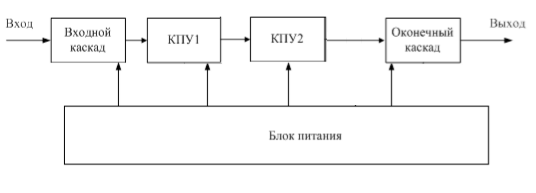 Вход
Входной
каскад
КПУ1
КПУ2
Оконечный
каскад
Выход
Блок питания